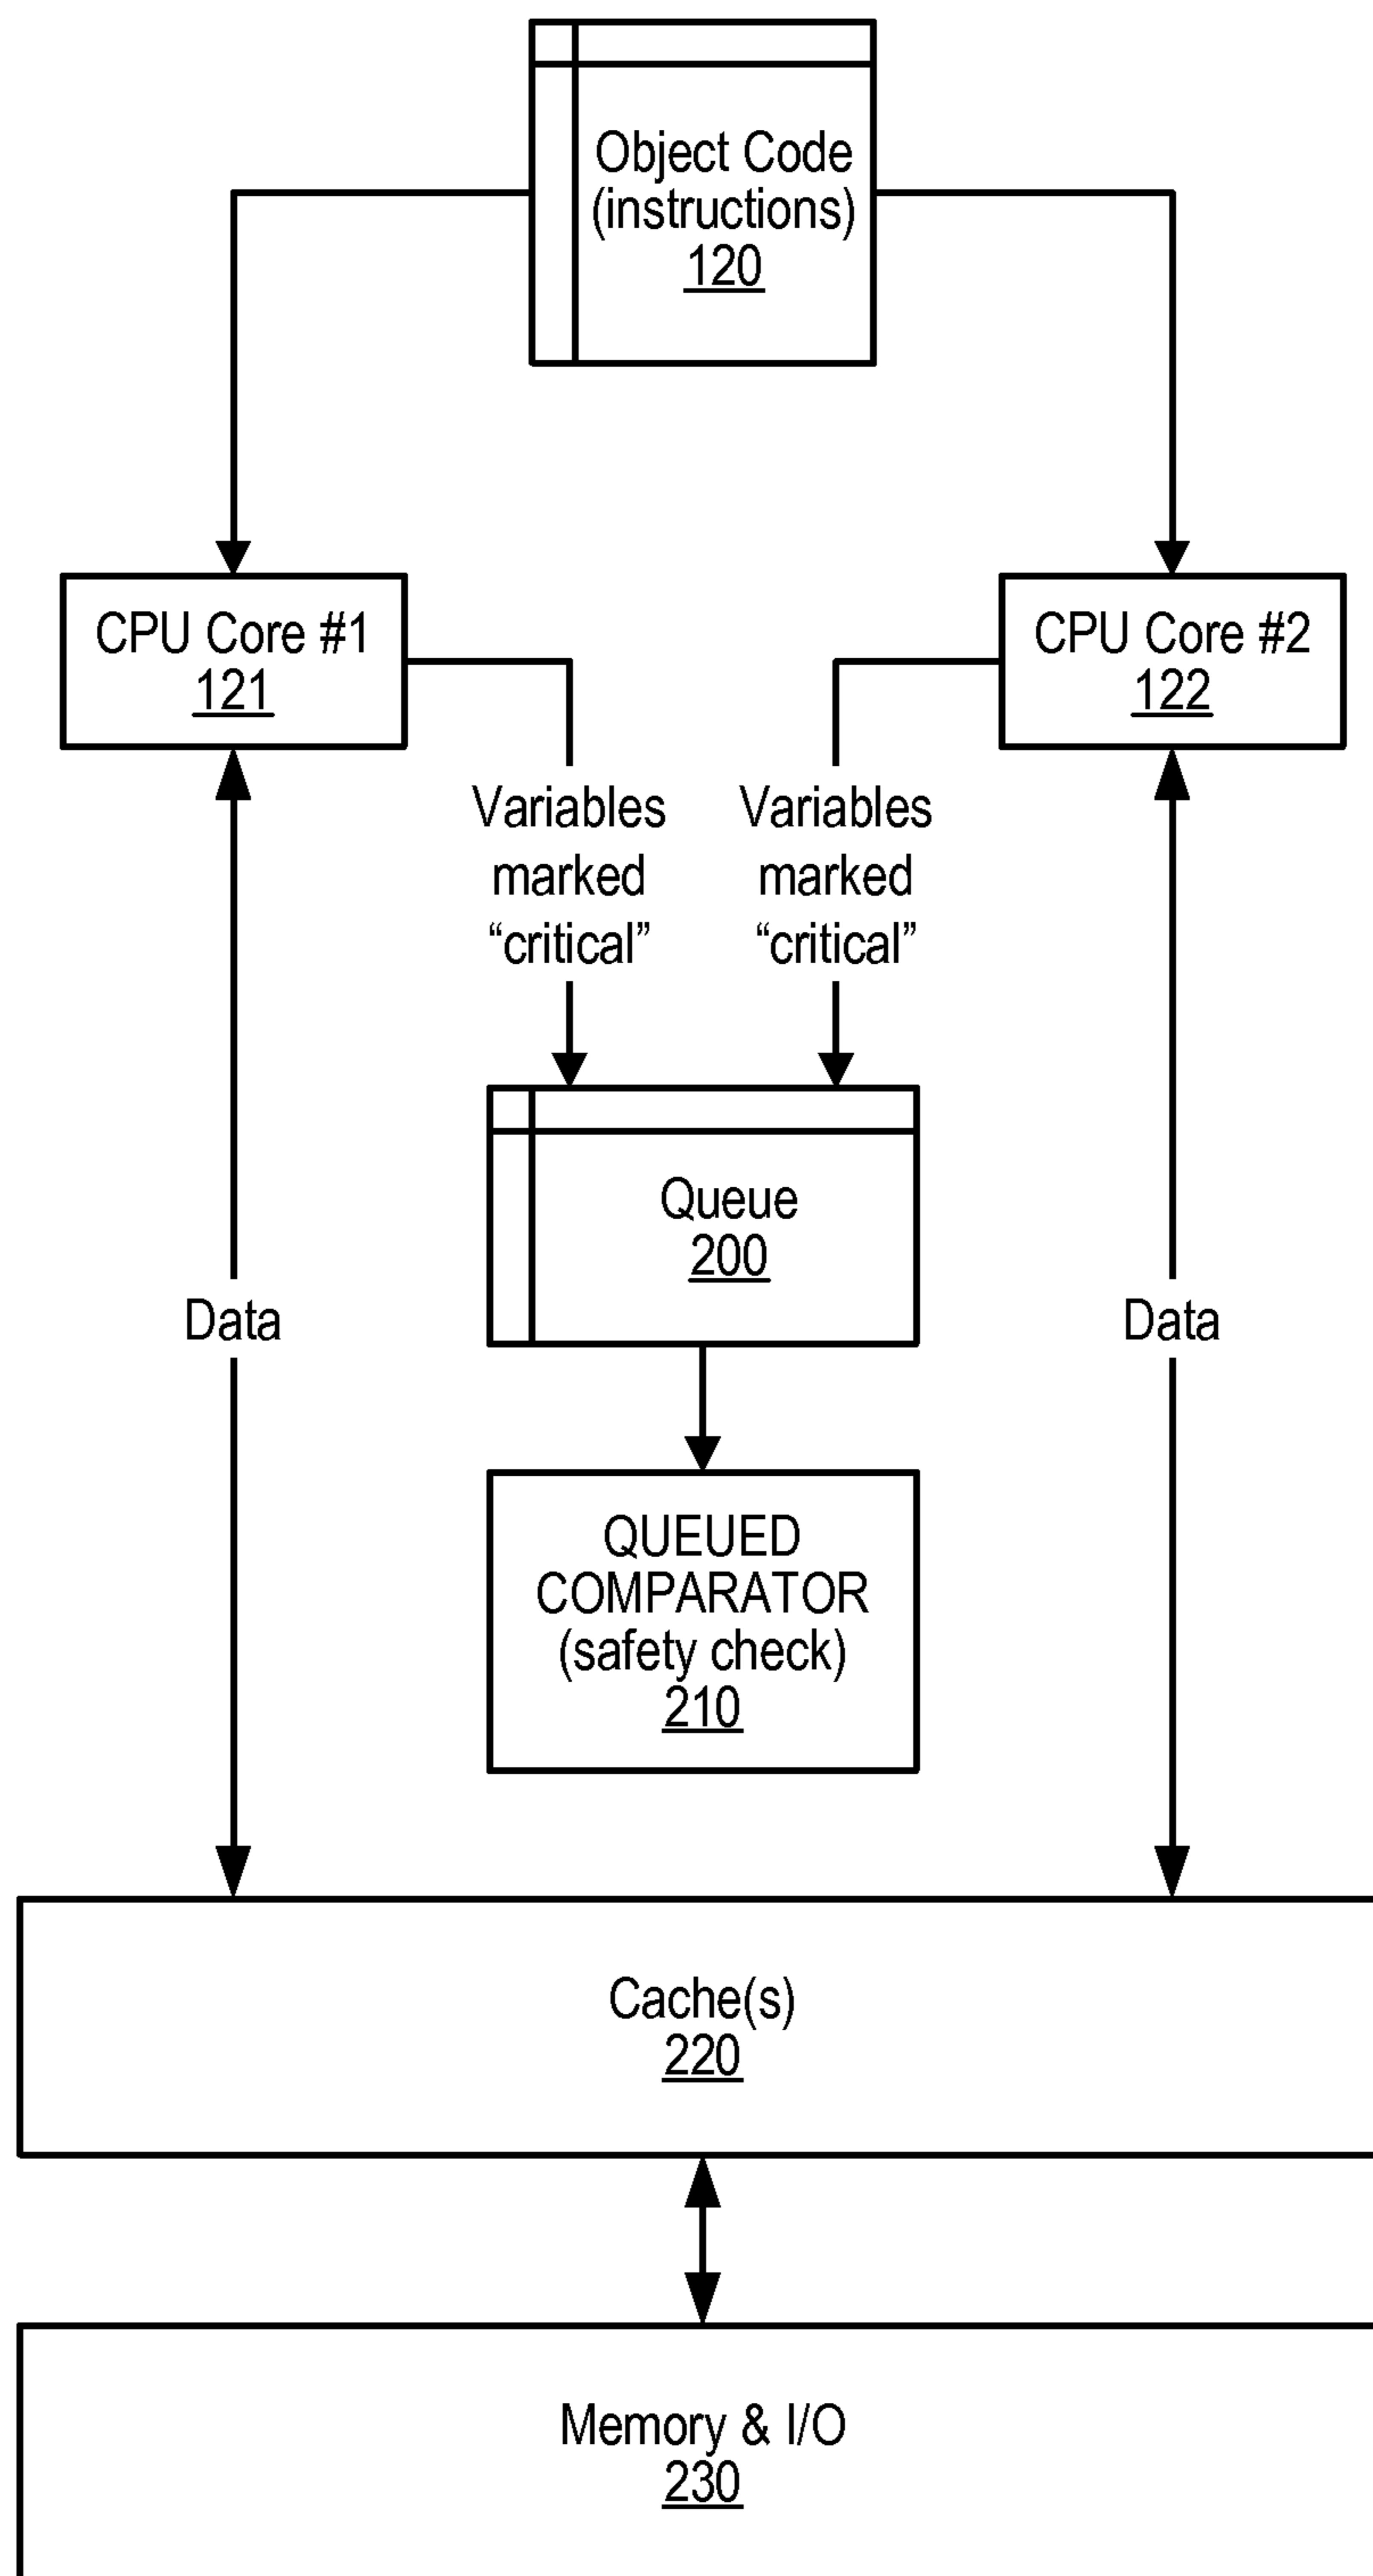 Object Code
(instructions)
120
CPU Core #1
121
CPU Core #2
122
Variables
marked
“critical”
Variables
marked
“critical”
Queue
200
Data
Data
QUEUED
COMPARATOR
(safety check)
210
Cache(s)
220
Memory & I/O
230